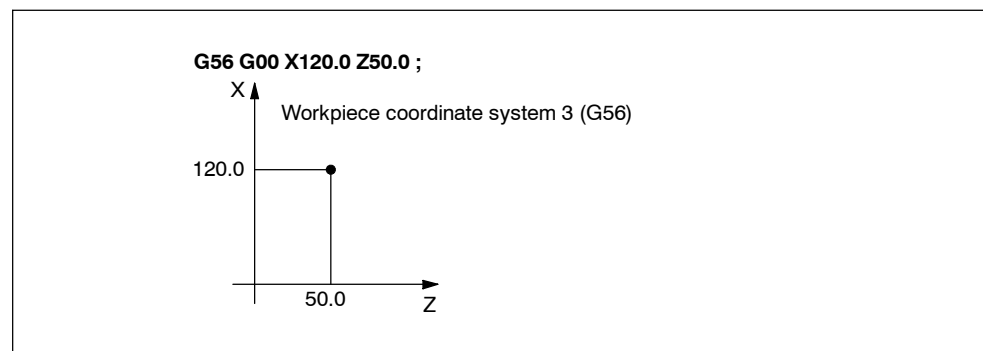 G56 G00 X120.0 Z50.0 ;
X
Workpiece coordinate system 3 (G56)
120.0
50.0
Z